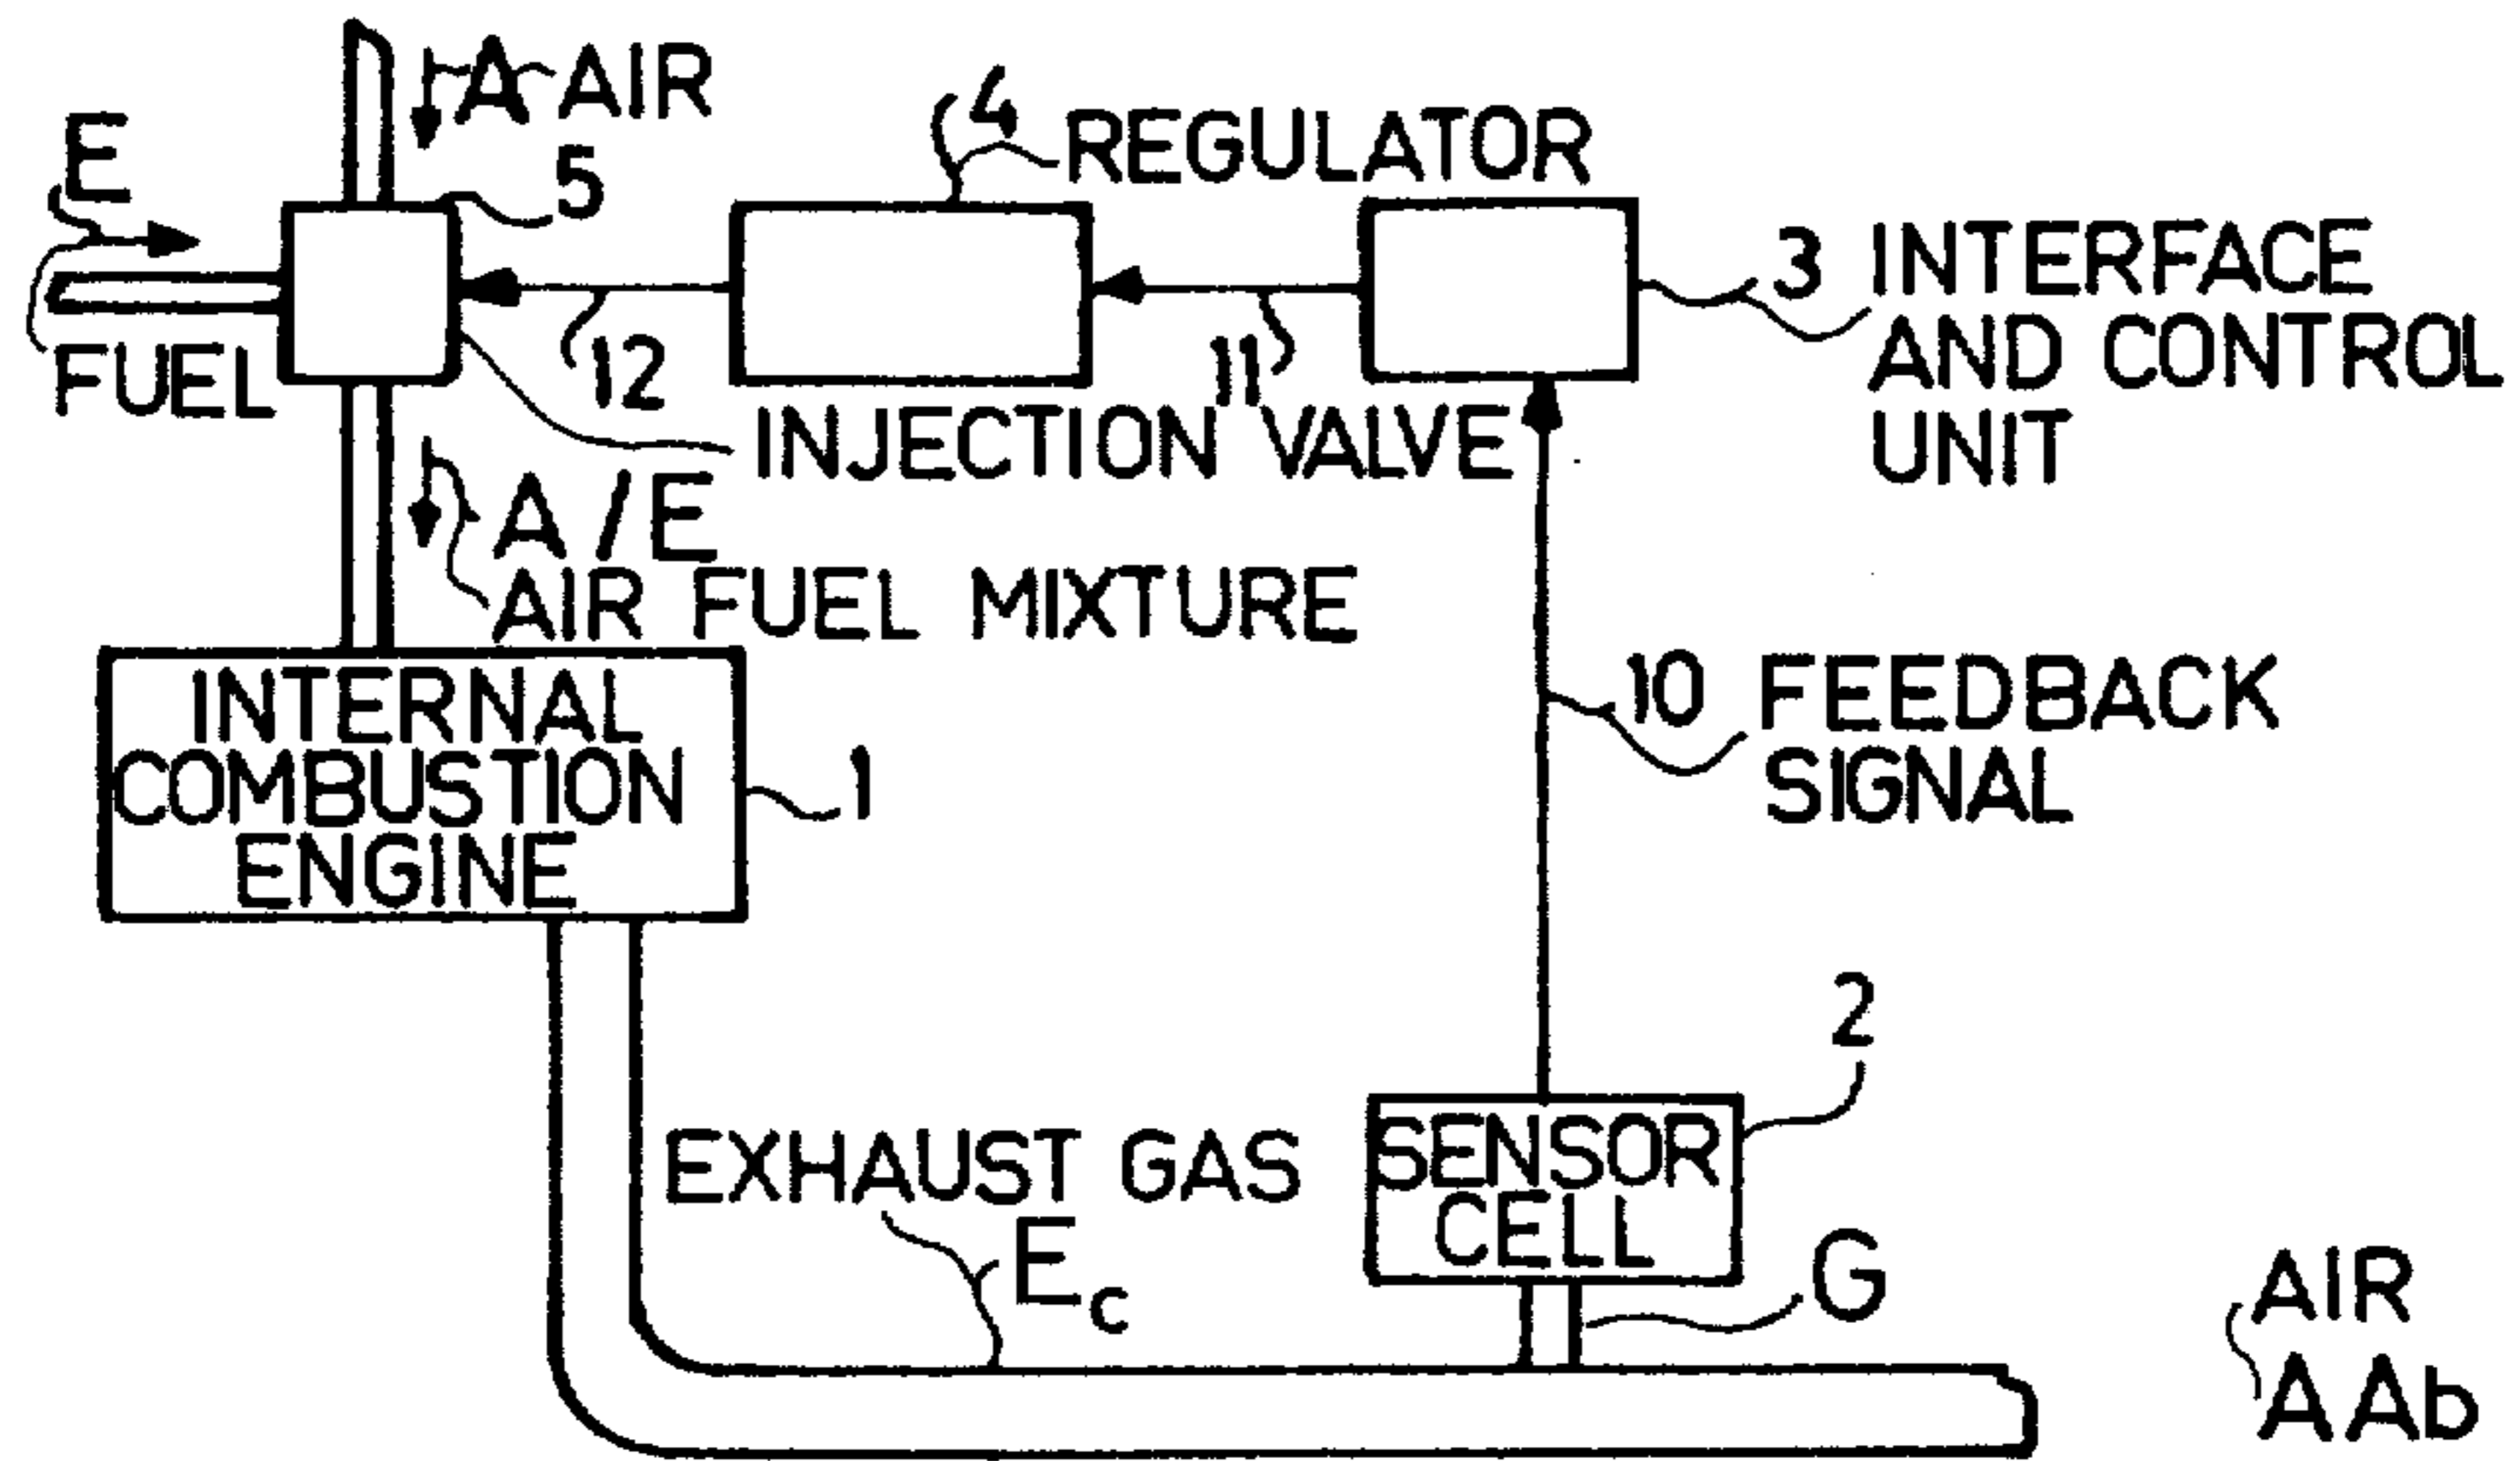 A AIR
E
5
4 REGULATOR
3 INTERFACE
AND CONTROL
UNIT
FUEL
12
11
INJECTION VALVE
A/E
AIR FUEL MIXTURE
INTERNAL
COMBUSTION
ENGINE
1
10 FEEDBACK
SIGNAL
2
EXHAUST GAS
Ec
SENSOR
CELL
G
AIR
AAb